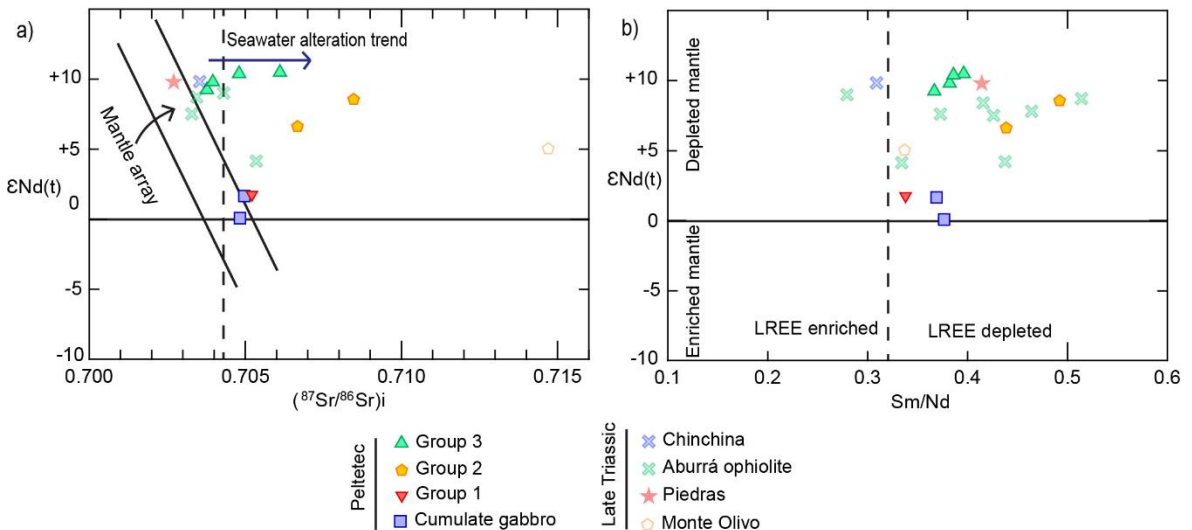 a)
Seawater alteration trend
+10
+5
0
-5
-10
ƐNd(t)
Mantle array
0.700
0.705
0.710
0.715
(⁸⁷Sr/⁸⁶Sr)i
b)
+10
+5
0
-5
-10
ƐNd(t)
Depleted mantle
Enriched mantle
LREE enriched
LREE depleted
0.1
0.2
0.3
0.4
0.5
0.6
Sm/Nd
Peltetec
Group 3
Group 2
Group 1
Cumulate gabbro
Late Triassic
Chinchina
Aburrá ophiolite
Piedras
Monte Olivo